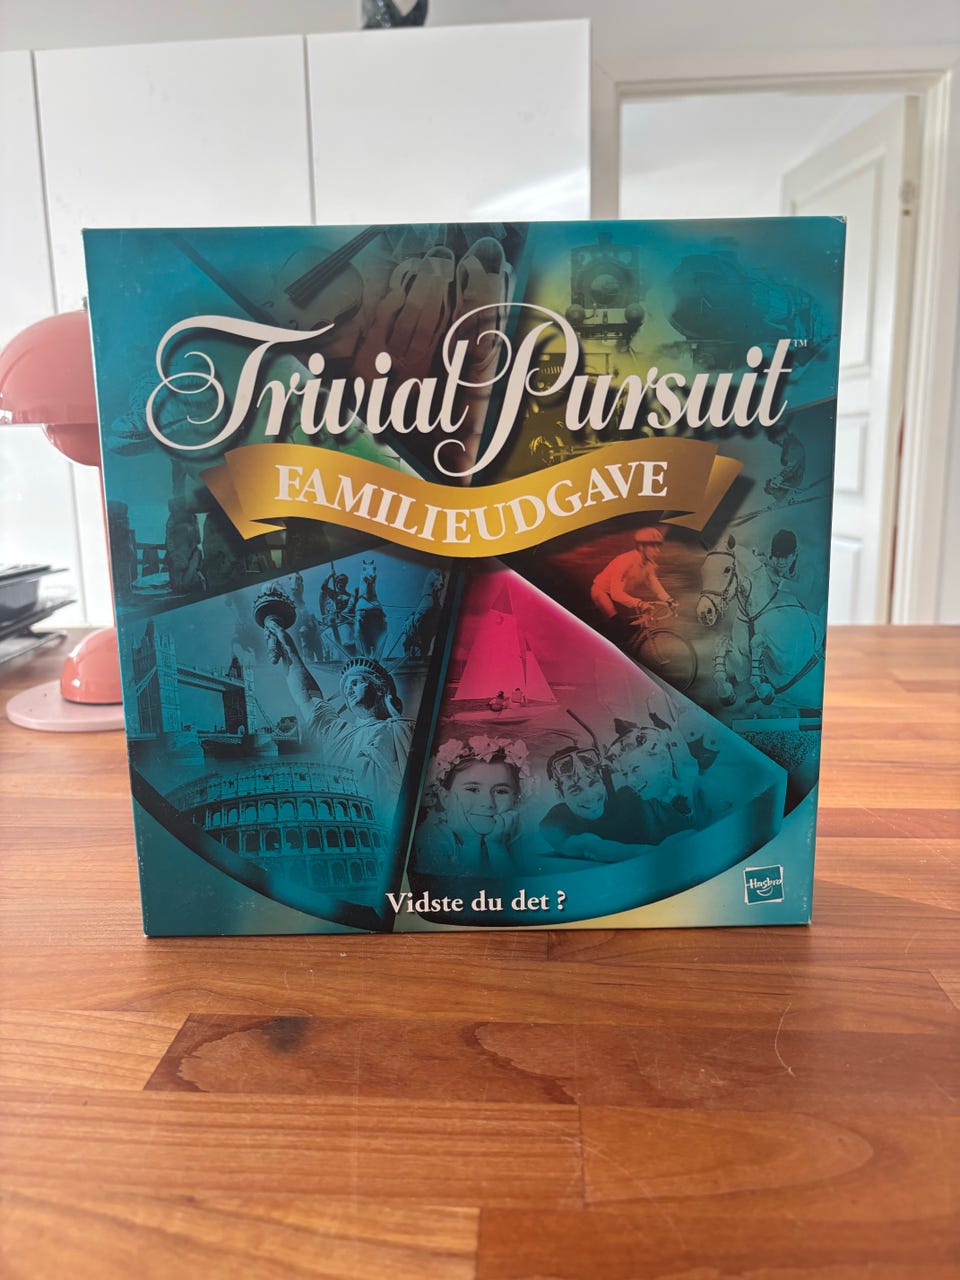 Trivial Pursuit™
FAMILIEUDGAVE
Vidste du det ?
Hasbro